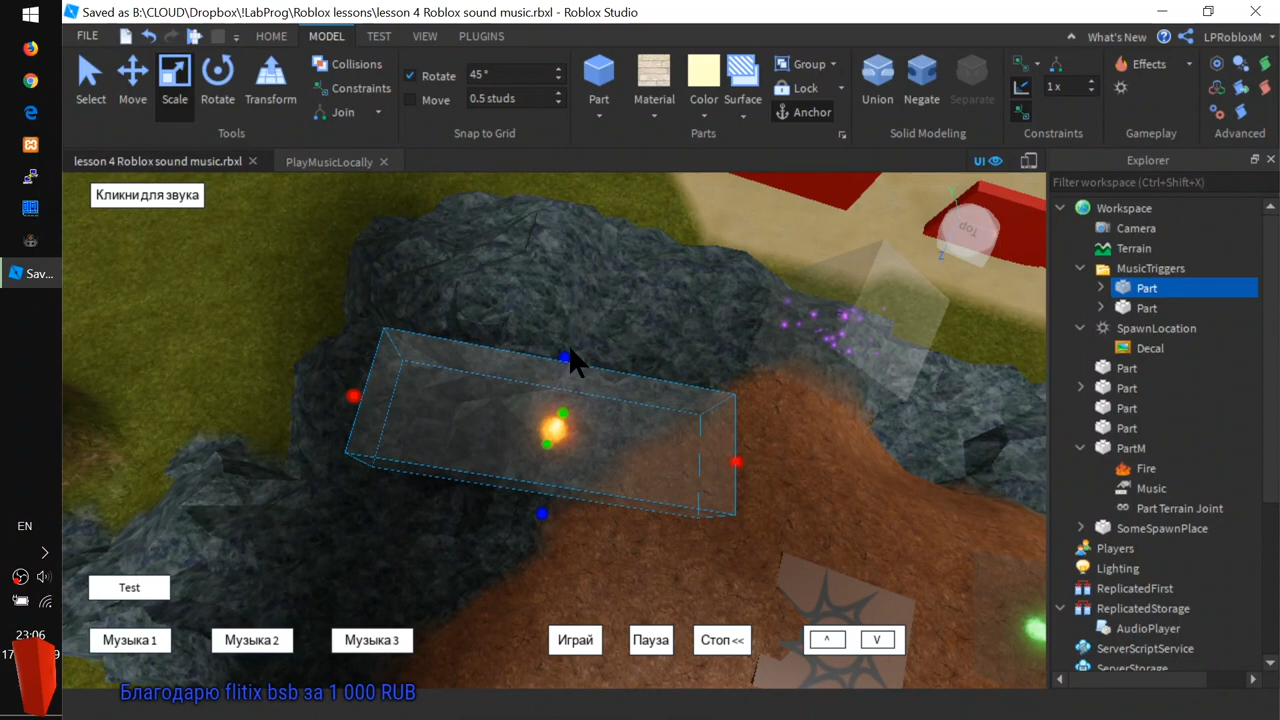 Saved as B:\CLOUD\Dropbox\!LabProg\Roblox lessons\lesson 4 Roblox sound music.rbxl - Roblox Studio
FILE HOME MODEL TEST VIEW PLUGINS What's New LPRobloxM
Select Move Scale Rotate Transform
Collisions
Constraints
Join
Tools
Rotate 45°
Move 0.5 studs
Snap to Grid
Part Material Color Surface
Group
Lock
Anchor
Parts
Union Negate Separate
Solid Modeling
1 x
Constraints
Effects
Gameplay
Advanced
lesson 4 Roblox sound music.rbxl
PlayMusicLocally
UI
Explorer
Filter workspace (Ctrl+Shift+X)
Workspace
Camera
Terrain
MusicTriggers
Part
Part
SpawnLocation
Decal
Part
Part
Part
Part
PartM
Fire
Music
Part Terrain Joint
SomeSpawnPlace
Players
Lighting
ReplicatedFirst
ReplicatedStorage
AudioPlayer
ServerScriptService
ServerStorage
Кликни для звука
Top
Y
Z
Test
Музыка 1
Музыка 2
Музыка 3
Играй
Пауза
Стоп <<
^
V
Благодарю flitix bsb за 1 000 RUB
Sav...
EN
23:06